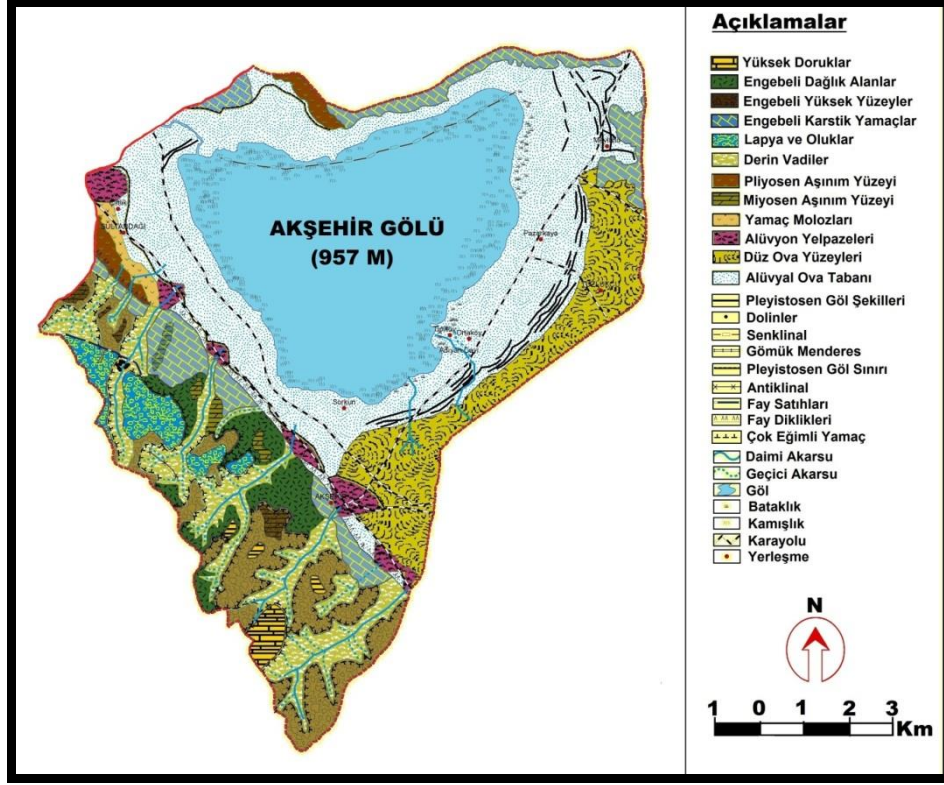 AKŞEHİR GÖLÜ
(957 M)
SULTANDAĞI
Pazarkaya
Ortaköy
Sorkun
Açıklamalar
Yüksek Doruklar
Engebeli Dağlık Alanlar
Engebeli Yüksek Yüzeyler
Engebeli Karstik Yamaçlar
Lapya ve Oluklar
Derin Vadiler
Pliyosen Aşınım Yüzeyi
Miyosen Aşınım Yüzeyi
Yamaç Molozları
Alüvyon Yelpazeleri
Düz Ova Yüzeyleri
Alüvyal Ova Tabanı
Pleyistosen Göl Şekilleri
Dolinler
Senklinal
Gömük Menderes
Pleyistosen Göl Sınırı
Antiklinal
Fay Satıhları
Fay Diklikleri
Çok Eğimli Yamaç
Daimi Akarsu
Geçici Akarsu
Göl
Bataklık
Kamışlık
Karayolu
Yerleşme
N
1 0 1 2 3
Km